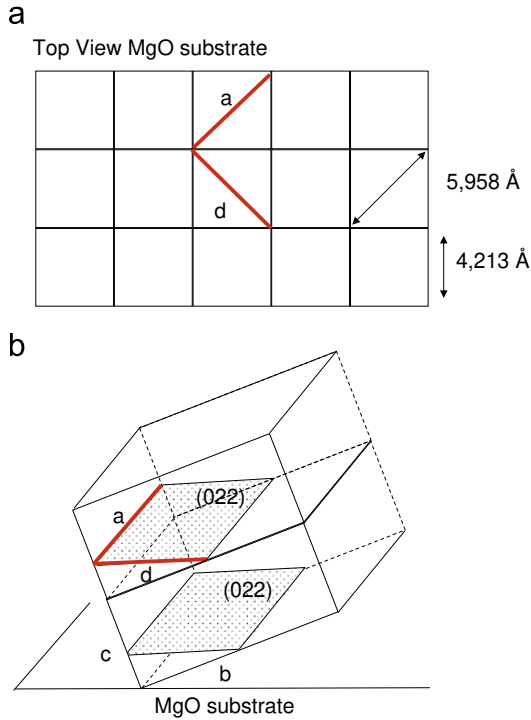 a
Top View MgO substrate
a
d
5,958 Å
4,213 Å
b
(022)
a
d
(022)
c
b
MgO substrate